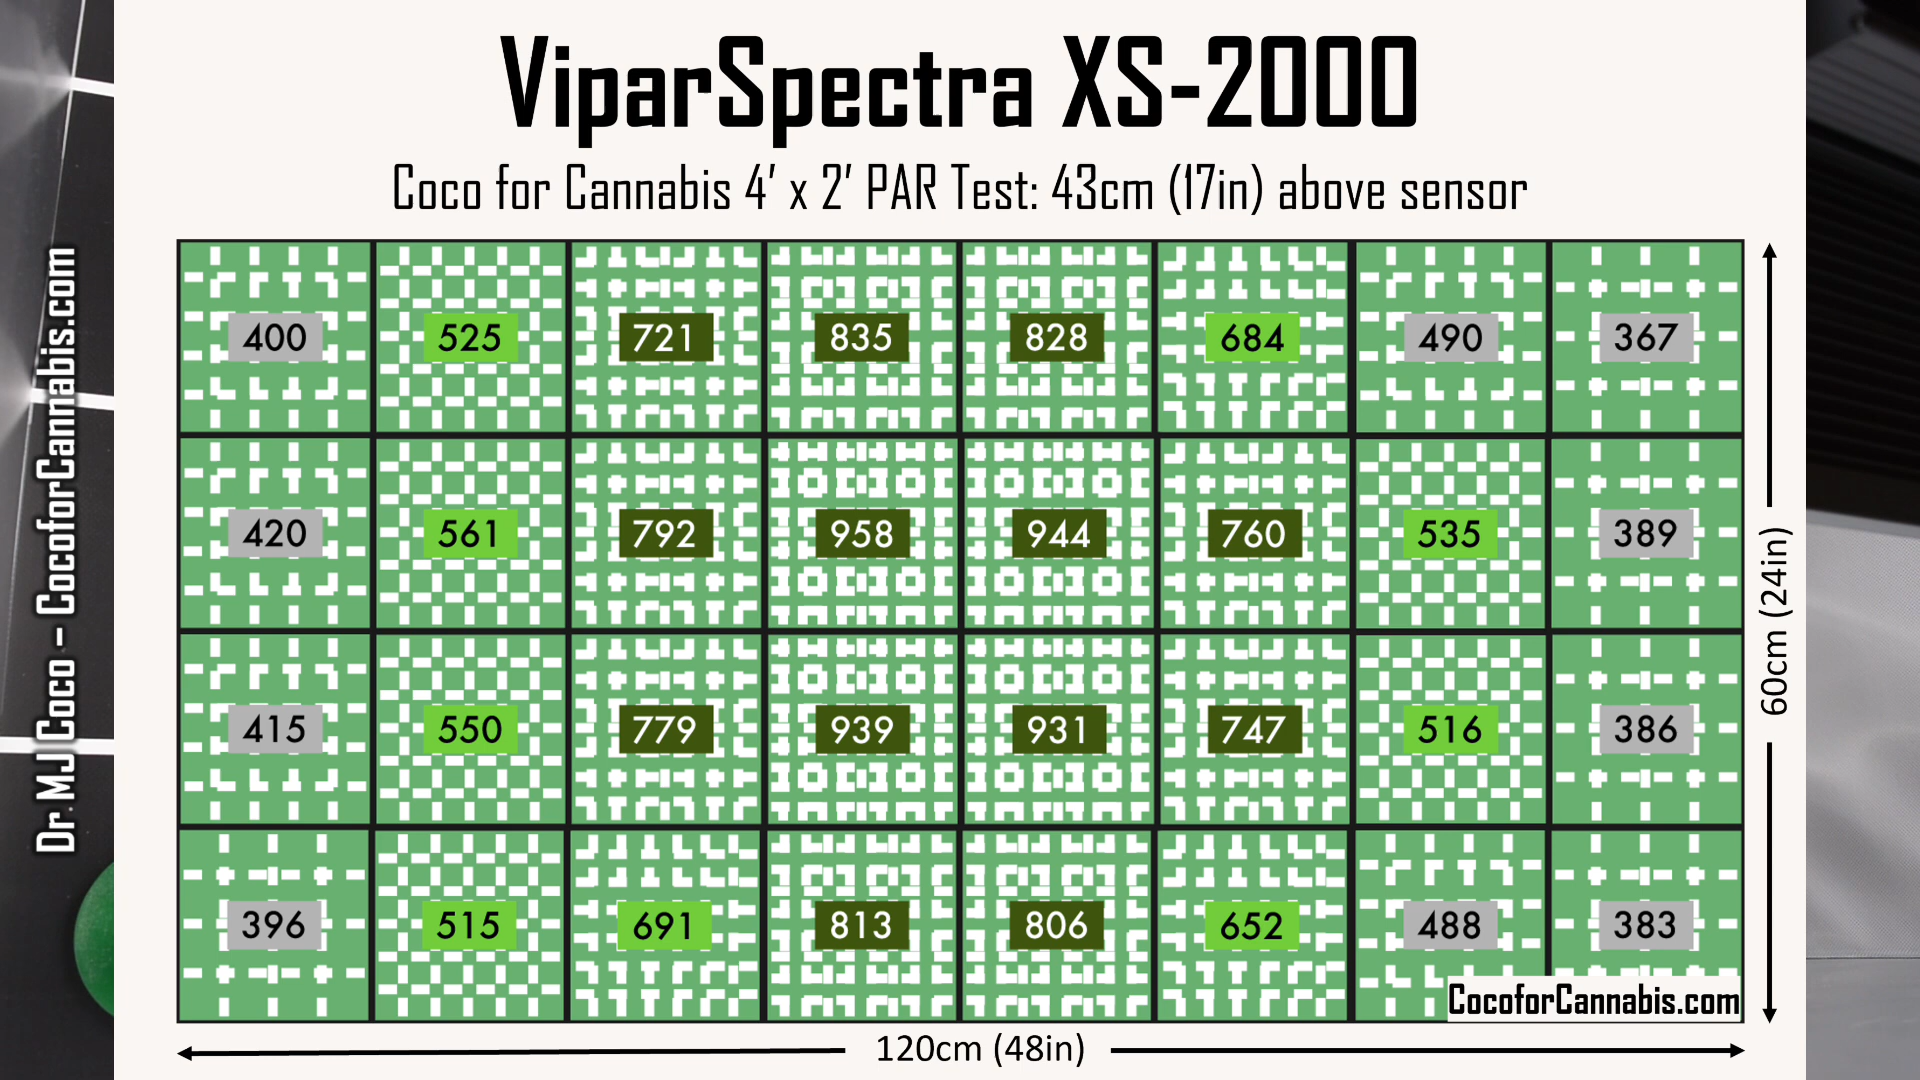 ViparSpectra XS-2000
Coco for Cannabis 4' x 2' PAR Test: 43cm (17in) above sensor
400 525 721 835 828 684 490 367
420 561 792 958 944 760 535 389
415 550 779 939 931 747 516 386
396 515 691 813 806 652 488 383
CocoforCannabis.com
120cm (48in)
60cm (24in)
Dr MJ Coco – CocoforCannabis.com